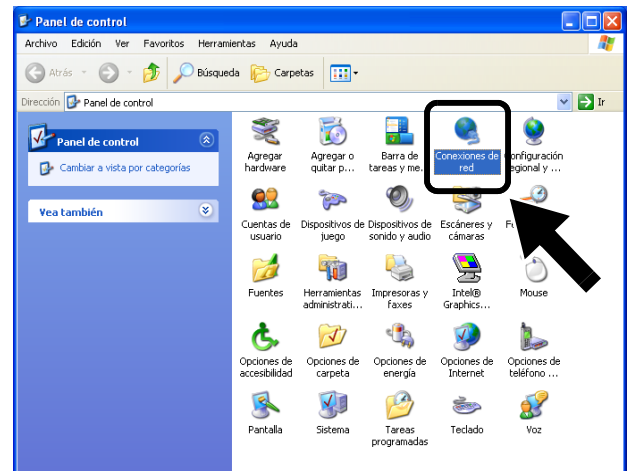 Panel de control
Archivo Edición Ver Favoritos Herramientas Ayuda
Atrás Búsqueda Carpetas
Dirección Panel de control Ir
Panel de control
Cambiar a vista por categorías
Vea también
Agregar hardware
Agregar o quitar p...
Barra de tareas y me...
Conexiones de red
onfiguración egional y ...
Cuentas de usuario
Dispositivos de juego
Dispositivos de sonido y audio
Escáneres y cámaras
Fuentes
Herramientas administrati...
Impresoras y faxes
Intel® Graphics...
Mouse
Opciones de accesibilidad
Opciones de carpeta
Opciones de energía
Opciones de Internet
Opciones de teléfono ...
Pantalla
Sistema
Tareas programadas
Teclado
Voz